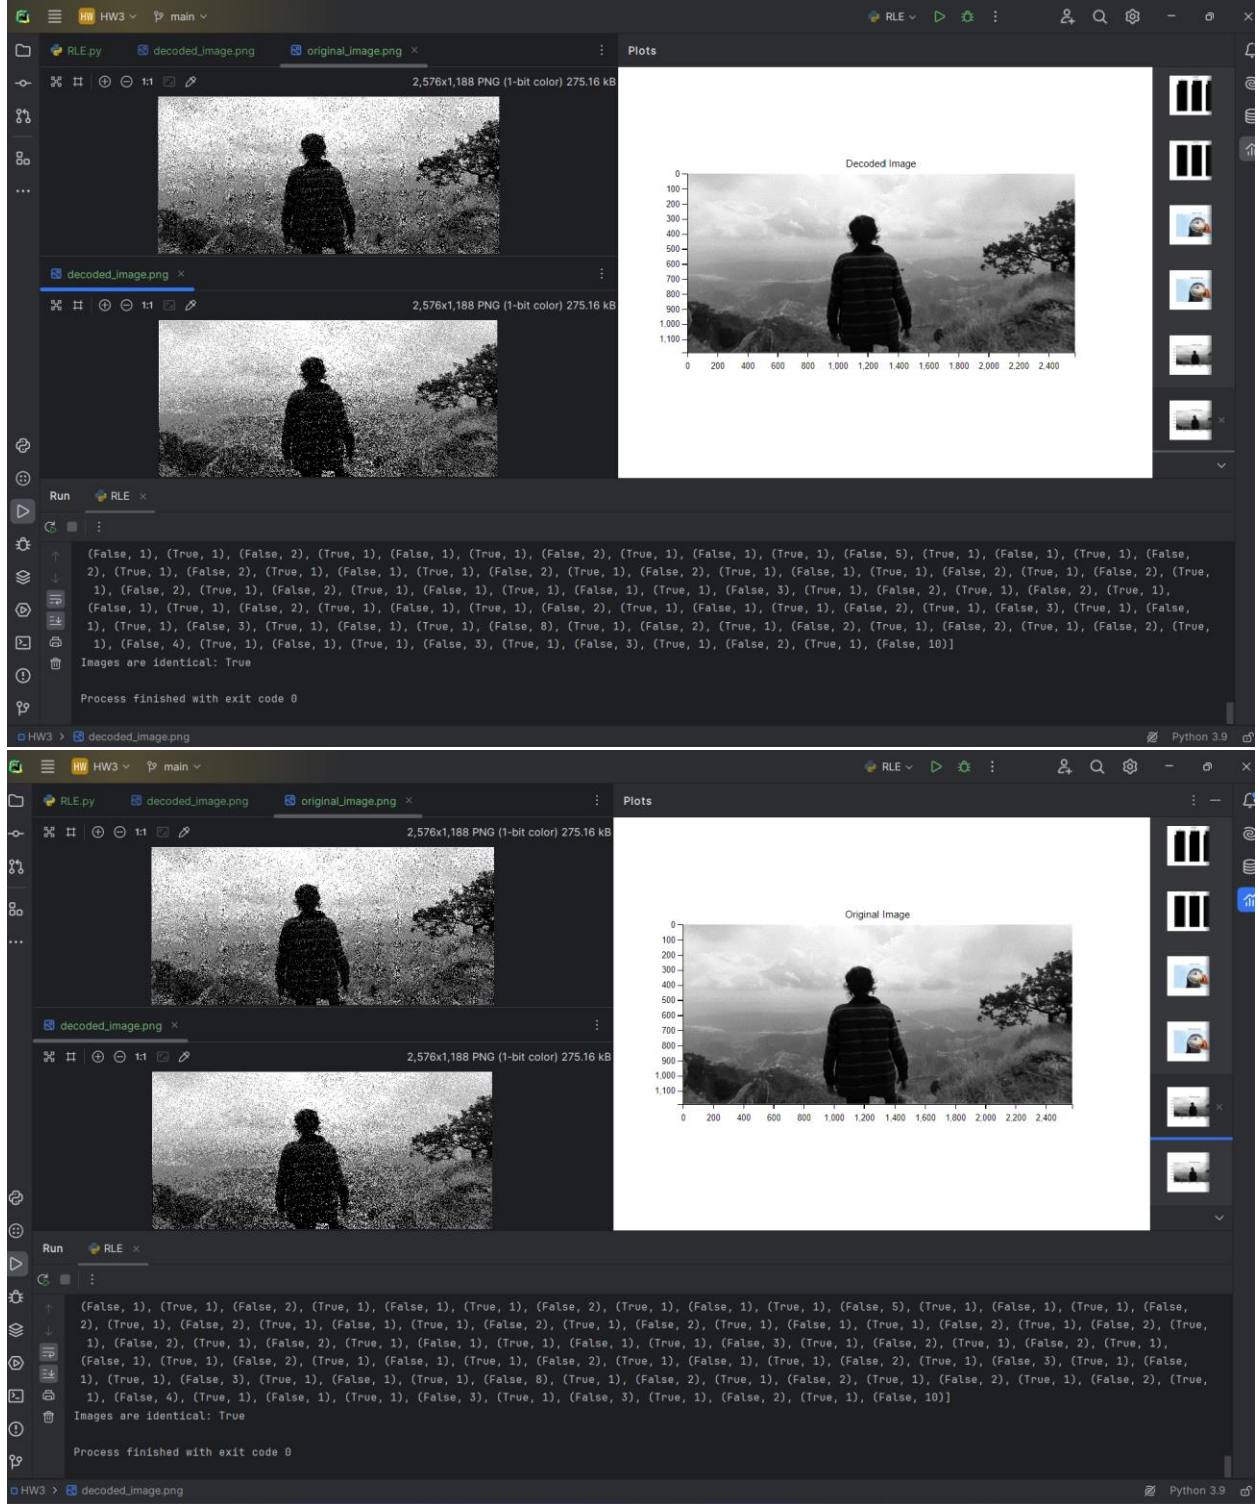 HW HW3 main RLE
RLE.py decoded_image.png original_image.png Plots
1:1 2,576x1,188 PNG (1-bit color) 275.16 kB
Decoded Image
0
100
200
300
400
500
600
700
800
900
1,000
1,100
0 200 400 600 800 1,000 1,200 1,400 1,600 1,800 2,000 2,200 2,400
decoded_image.png
1:1 2,576x1,188 PNG (1-bit color) 275.16 kB
Run RLE
(False, 1), (True, 1), (False, 2), (True, 1), (False, 1), (True, 1), (False, 2), (True, 1), (False, 1), (True, 1), (False, 5), (True, 1), (False, 1), (True, 1), (False,
2), (True, 1), (False, 2), (True, 1), (False, 1), (True, 1), (False, 2), (True, 1), (False, 2), (True, 1), (False, 1), (True, 1), (False, 2), (True, 1), (False, 2), (True,
1), (False, 2), (True, 1), (False, 2), (True, 1), (False, 1), (True, 1), (False, 1), (True, 1), (False, 3), (True, 1), (False, 2), (True, 1), (False, 2), (True, 1),
(False, 1), (True, 1), (False, 2), (True, 1), (False, 1), (True, 1), (False, 2), (True, 1), (False, 1), (True, 1), (False, 2), (True, 1), (False, 3), (True, 1), (False,
1), (True, 1), (False, 3), (True, 1), (False, 1), (True, 1), (False, 8), (True, 1), (False, 2), (True, 1), (False, 2), (True, 1), (False, 2), (True, 1), (False, 2), (True,
1), (False, 4), (True, 1), (False, 1), (True, 1), (False, 3), (True, 1), (False, 3), (True, 1), (False, 2), (True, 1), (False, 10)]
Images are identical: True
Process finished with exit code 0
HW3 > decoded_image.png Python 3.9
HW HW3 main RLE
RLE.py decoded_image.png original_image.png Plots
1:1 2,576x1,188 PNG (1-bit color) 275.16 kB
Original Image
0
100
200
300
400
500
600
700
800
900
1,000
1,100
0 200 400 600 800 1,000 1,200 1,400 1,600 1,800 2,000 2,200 2,400
decoded_image.png
1:1 2,576x1,188 PNG (1-bit color) 275.16 kB
Run RLE
(False, 1), (True, 1), (False, 2), (True, 1), (False, 1), (True, 1), (False, 2), (True, 1), (False, 1), (True, 1), (False, 5), (True, 1), (False, 1), (True, 1), (False,
2), (True, 1), (False, 2), (True, 1), (False, 1), (True, 1), (False, 2), (True, 1), (False, 2), (True, 1), (False, 1), (True, 1), (False, 2), (True, 1), (False, 2), (True,
1), (False, 2), (True, 1), (False, 2), (True, 1), (False, 1), (True, 1), (False, 1), (True, 1), (False, 3), (True, 1), (False, 2), (True, 1), (False, 2), (True, 1),
(False, 1), (True, 1), (False, 2), (True, 1), (False, 1), (True, 1), (False, 2), (True, 1), (False, 1), (True, 1), (False, 2), (True, 1), (False, 3), (True, 1), (False,
1), (True, 1), (False, 3), (True, 1), (False, 1), (True, 1), (False, 8), (True, 1), (False, 2), (True, 1), (False, 2), (True, 1), (False, 2), (True, 1), (False, 2), (True,
1), (False, 4), (True, 1), (False, 1), (True, 1), (False, 3), (True, 1), (False, 3), (True, 1), (False, 2), (True, 1), (False, 10)]
Images are identical: True
Process finished with exit code 0
HW3 > decoded_image.png Python 3.9